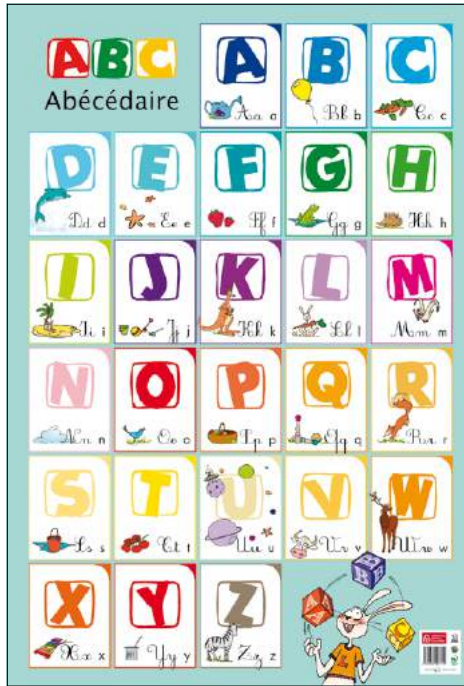 ABC
Abécédaire
A
Aa a
B
Bb b
C
Cc c
D
Dd d
E
Ee e
F
Ff f
G
Gg g
H
Hh h
I
Ii i
J
Jj j
K
Kk k
L
Ll l
M
Mm m
N
Nn n
O
Oo o
P
Pp p
Q
Qq q
R
Rr r
S
Ss s
T
Tt t
U
Uu u
V
Vv v
W
Ww w
X
Xx x
Y
Yy y
Z
Zz z